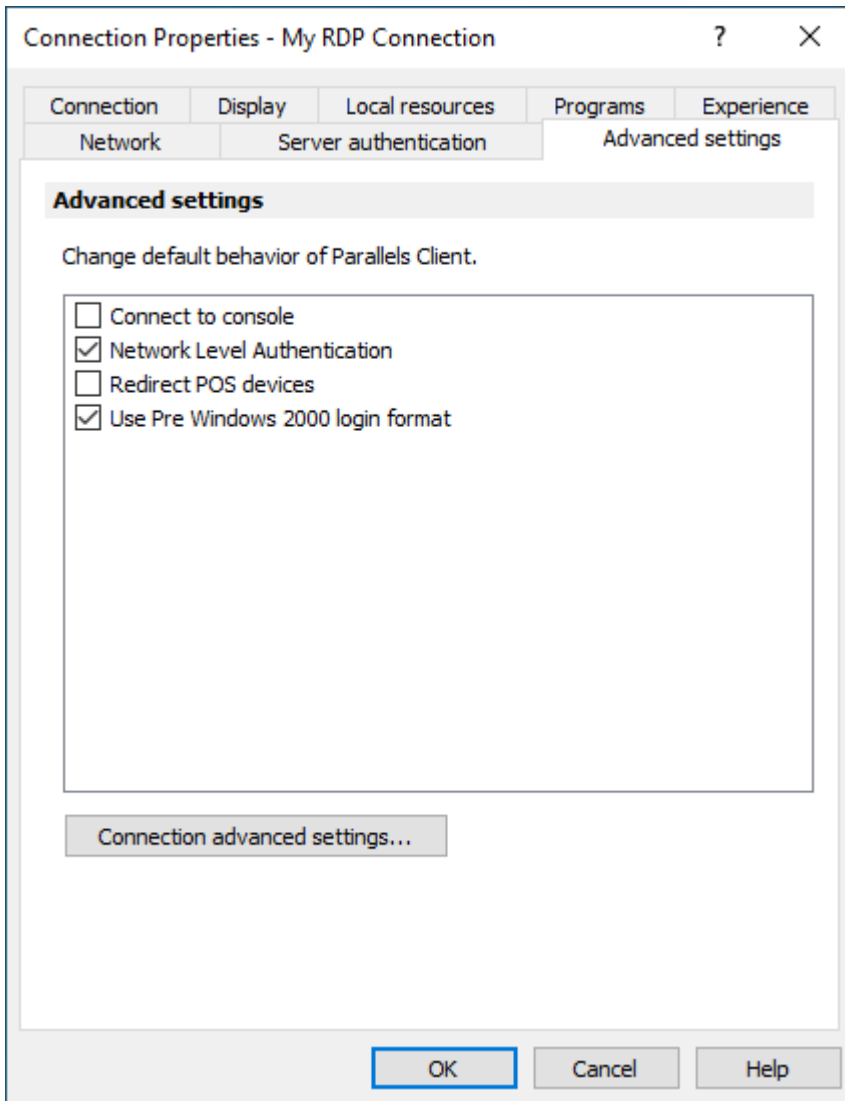 Connection Properties - My RDP Connection ?
Connection Display Local resources Programs Experience
Network Server authentication Advanced settings
Advanced settings
Change default behavior of Parallels Client.
Connect to console
Network Level Authentication
Redirect POS devices
Use Pre Windows 2000 login format
Connection advanced settings...
OK Cancel Help